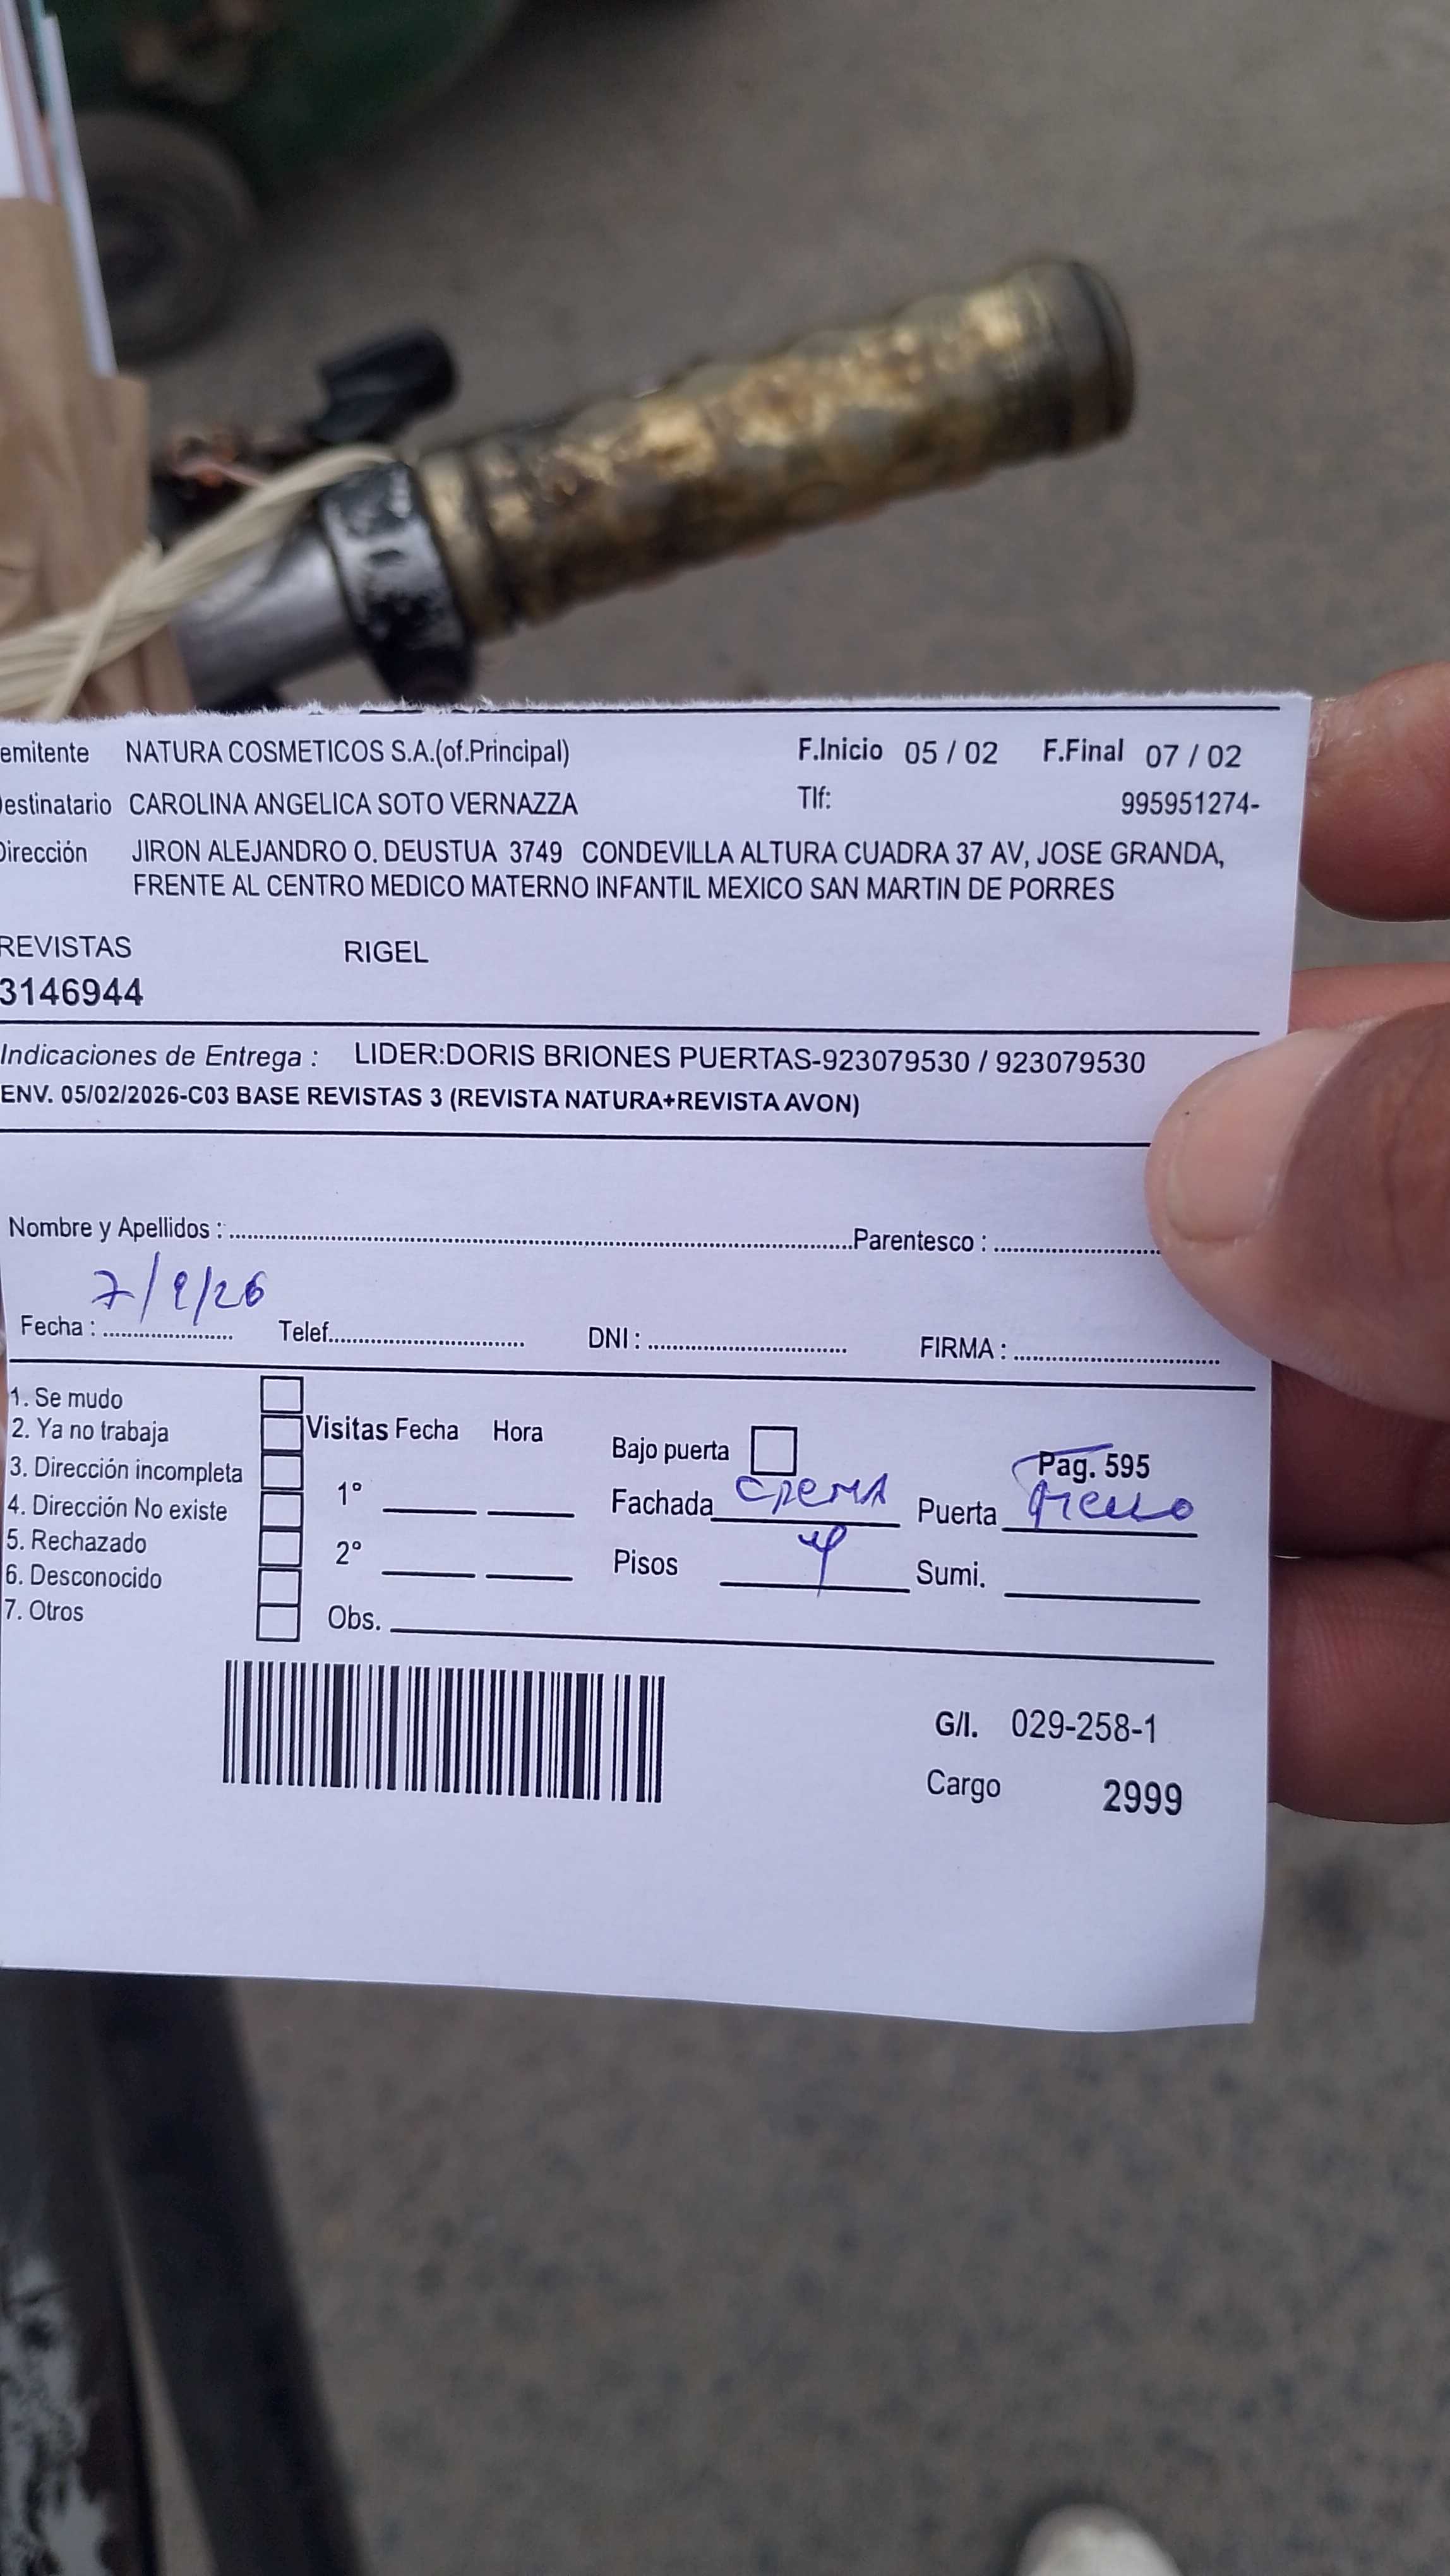 emitente NATURA COSMETICOS S.A.(of.Principal) F.Inicio 05 / 02 F.Final 07 / 02
estinatario CAROLINA ANGELICA SOTO VERNAZZA Tlf: 995951274-
Dirección JIRON ALEJANDRO O. DEUSTUA 3749 CONDEVILLA ALTURA CUADRA 37 AV, JOSE GRANDA,
FRENTE AL CENTRO MEDICO MATERNO INFANTIL MEXICO SAN MARTIN DE PORRES
REVISTAS RIGEL
3146944
Indicaciones de Entrega : LIDER:DORIS BRIONES PUERTAS-923079530 / 923079530
ENV. 05/02/2026-C03 BASE REVISTAS 3 (REVISTA NATURA+REVISTA AVON)
Nombre y Apellidos : Parentesco :
7/2/26
Fecha : Telef. DNI : FIRMA :
1. Se mudo
2. Ya no trabaja Visitas Fecha Hora Bajo puerta Pag. 595
3. Dirección incompleta
4. Dirección No existe 1° Fachada crema Puerta
5. Rechazado
6. Desconocido 2° Pisos 4 Sumi.
7. Otros Obs.
G/I. 029-258-1
Cargo 2999